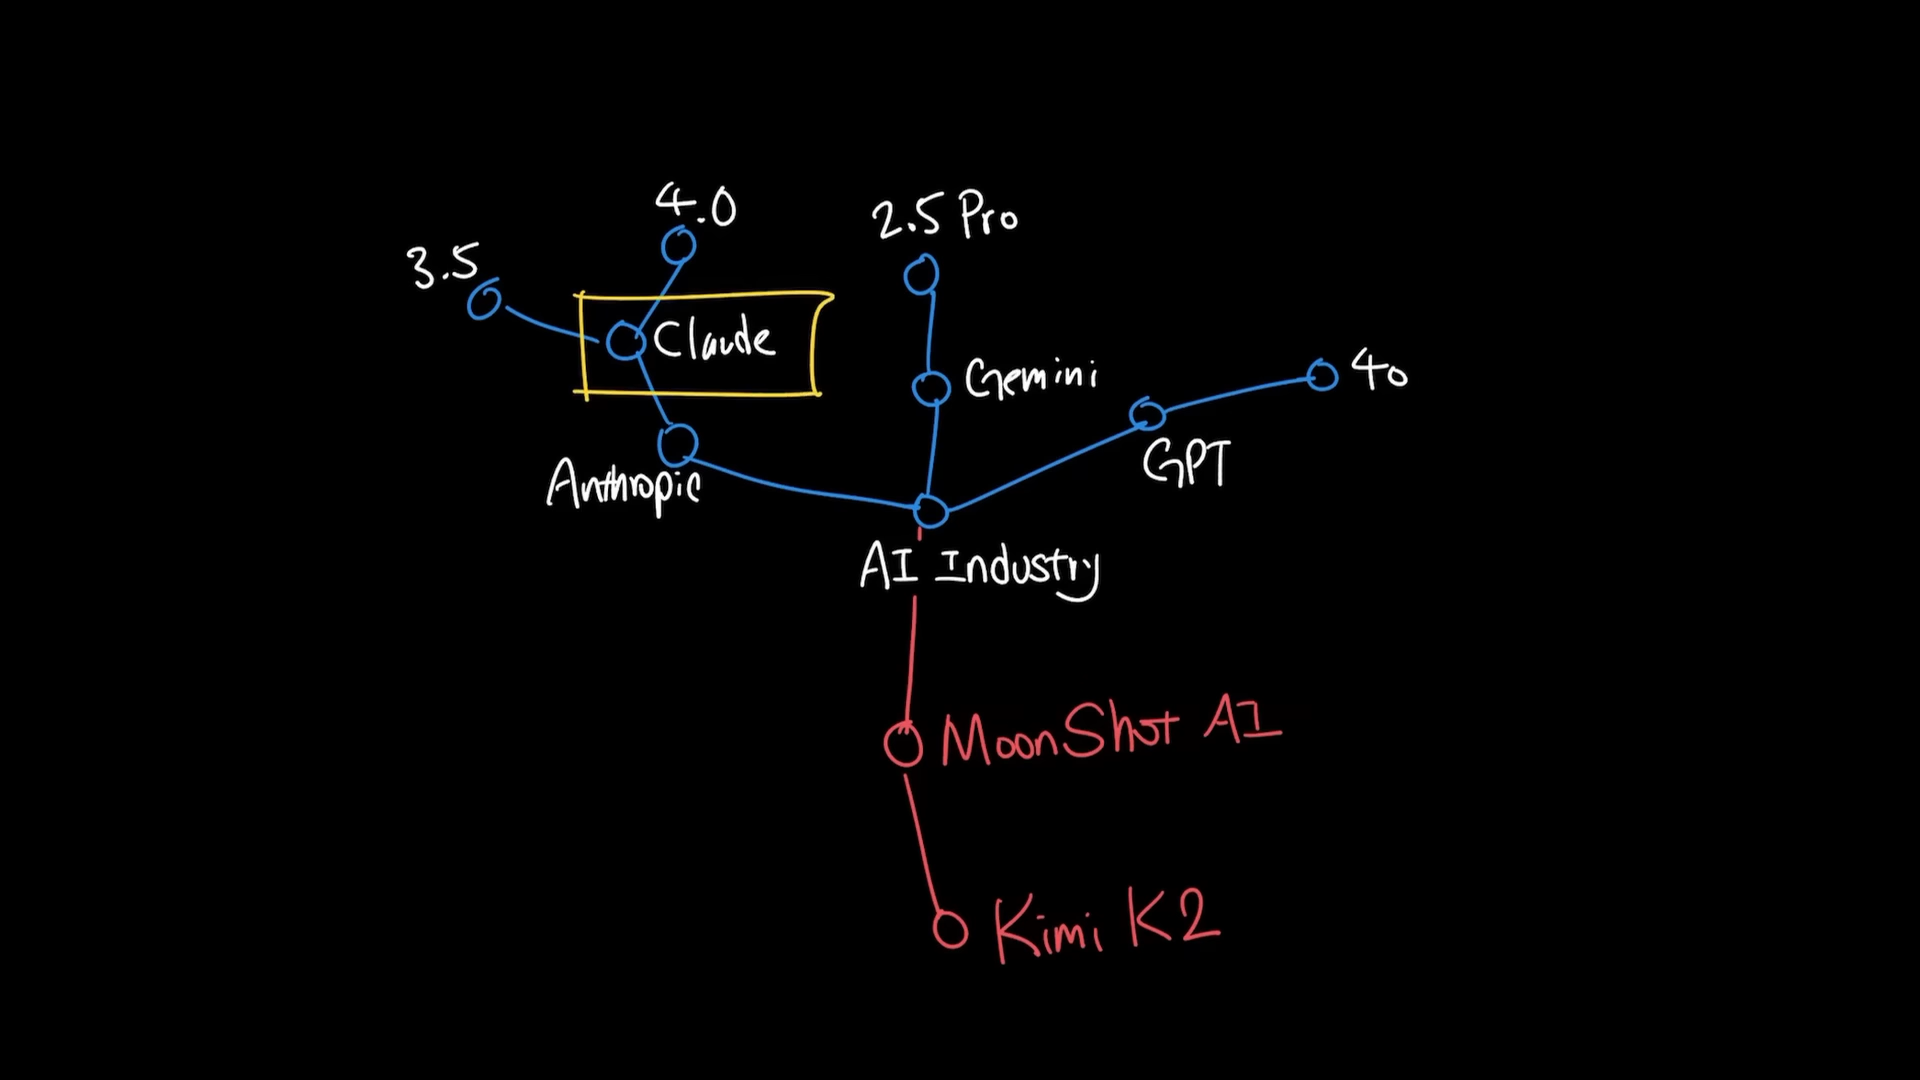 4.0
2.5 Pro
3.5
Claude
Gemini
4o
GPT
Anthropic
AI Industry
MoonShot AI
Kimi K2